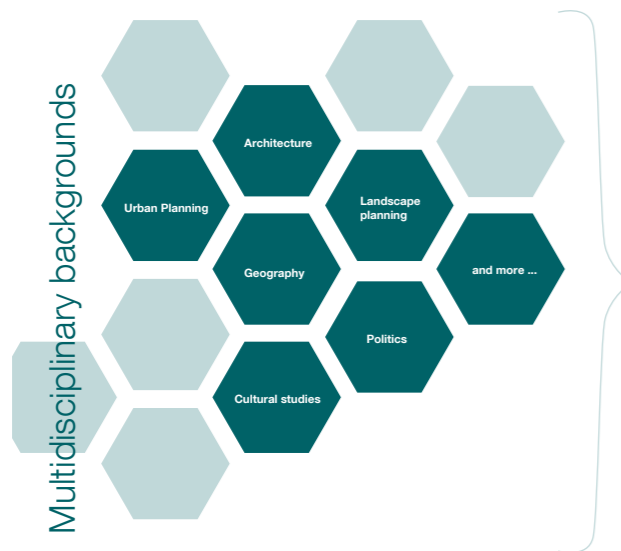 Multidisciplinary backgrounds
Architecture
Urban Planning
Landscape
planning
Geography
and more ...
Politics
Cultural studies